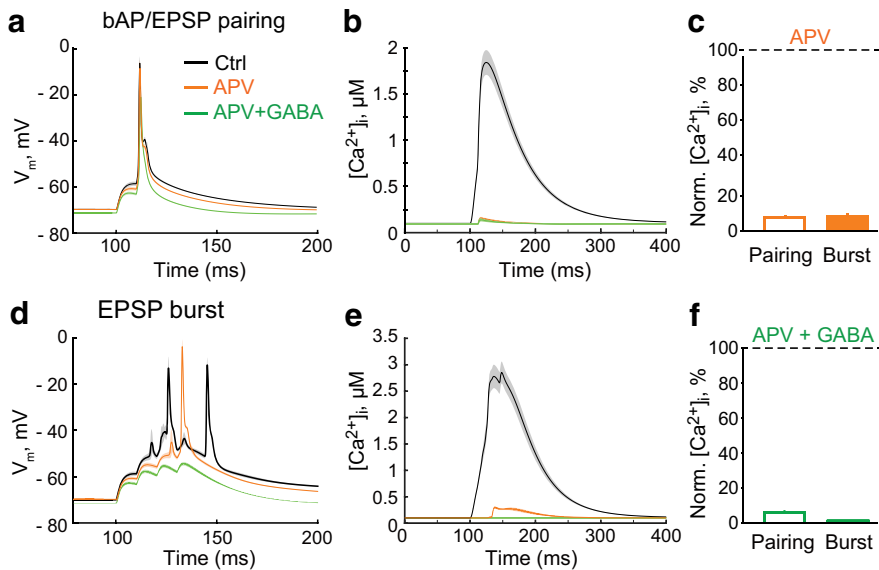 a
bAP/EPSP pairing
0
- 20
- 40
- 60
- 80
Vm, mV
Ctrl
APV
APV+GABA
100
150
200
Time (ms)
b
2
1.5
1
0.5
0
[Ca2+]i, µM
0
100
200
300
400
Time (ms)
c
APV
100
80
60
40
20
0
Norm. [Ca2+]i, %
Pairing
Burst
d
EPSP burst
0
- 20
- 40
- 60
- 80
Vm, mV
100
150
200
Time (ms)
e
3.5
3
2.5
2
1.5
1
0.5
0
[Ca2+]i, µM
0
100
200
300
400
Time (ms)
f
APV + GABA
100
80
60
40
20
0
Norm. [Ca2+]i, %
Pairing
Burst